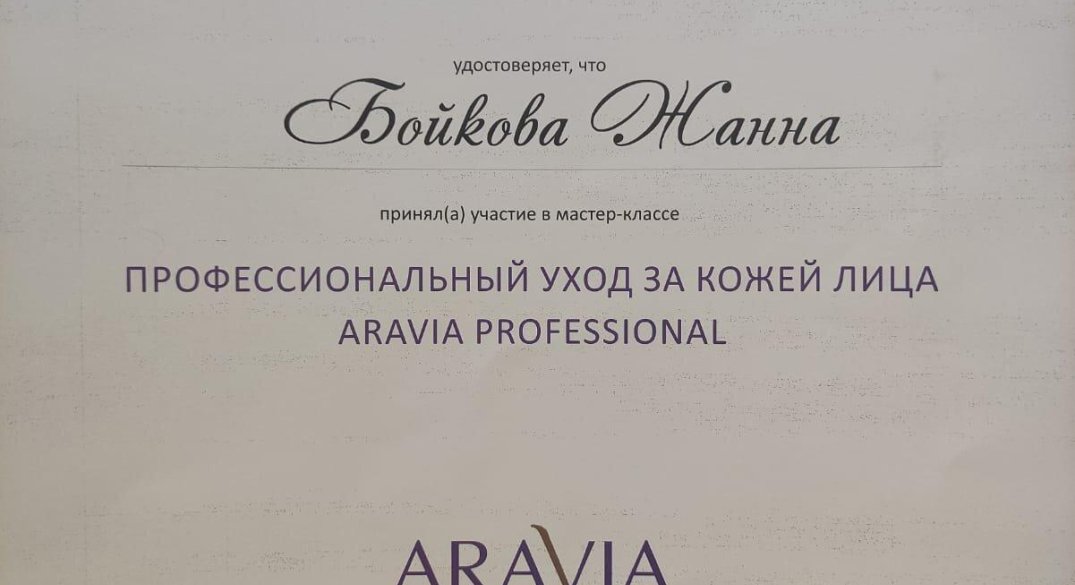 удостоверяет, что
Бойкова Жанна
принял(а) участие в мастер-классе
ПРОФЕССИОНАЛЬНЫЙ УХОД ЗА КОЖЕЙ ЛИЦА
ARAVIA PROFESSIONAL
ARAVIA